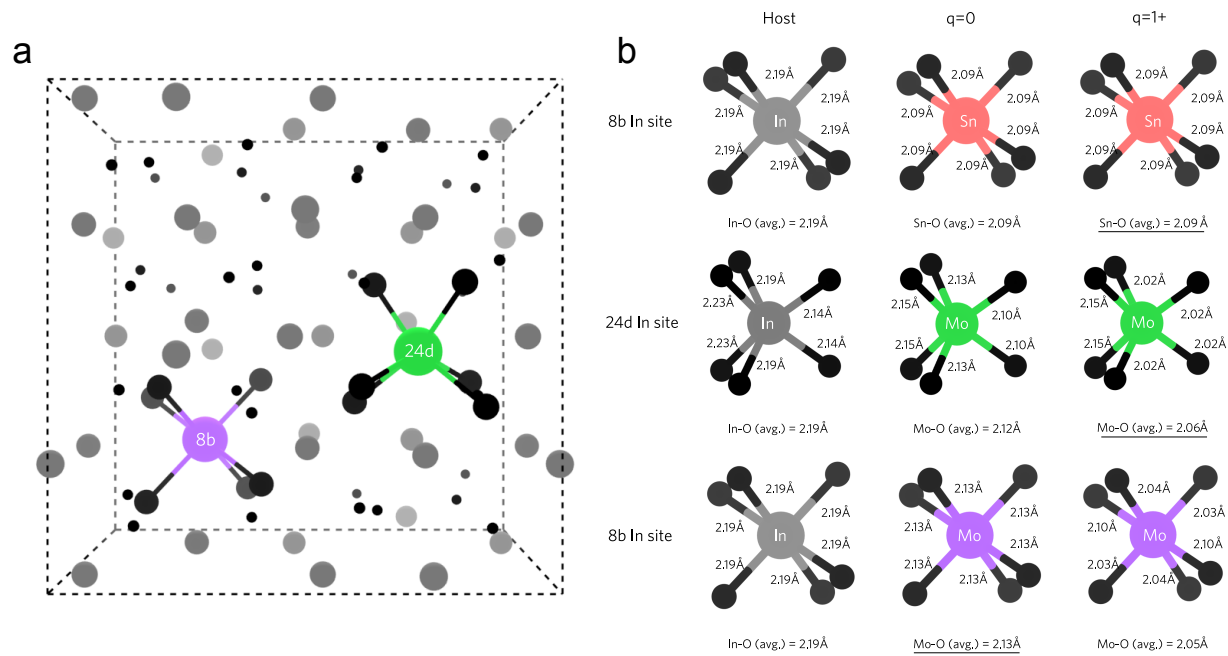 a
24d
8b
b
Host
q=0
q=1+
8b In site
2.19Å
2.19Å
2.19Å
2.19Å
2.19Å
2.19Å
In
In-O (avg.) = 2.19Å
2.09Å
2.09Å
2.09Å
2.09Å
2.09Å
2.09Å
Sn
Sn-O (avg.) = 2.09Å
2.09Å
2.09Å
2.09Å
2.09Å
2.09Å
2.09Å
Sn
Sn-O (avg.) = 2.09Å
24d In site
2.19Å
2.23Å
2.14Å
In
2.23Å
2.14Å
2.19Å
In-O (avg.) = 2.19Å
2.13Å
2.15Å
2.10Å
Mo
2.15Å
2.10Å
2.13Å
Mo-O (avg.) = 2.12Å
2.02Å
2.15Å
2.02Å
Mo
2.15Å
2.02Å
2.02Å
Mo-O (avg.) = 2.06Å
8b In site
2.19Å
2.19Å
2.19Å
In
2.19Å
2.19Å
2.19Å
In-O (avg.) = 2.19Å
2.13Å
2.13Å
2.13Å
Mo
2.13Å
2.13Å
2.13Å
Mo-O (avg.) = 2.13Å
2.04Å
2.03Å
2.10Å
Mo
2.10Å
2.03Å
2.04Å
Mo-O (avg.) = 2.05Å